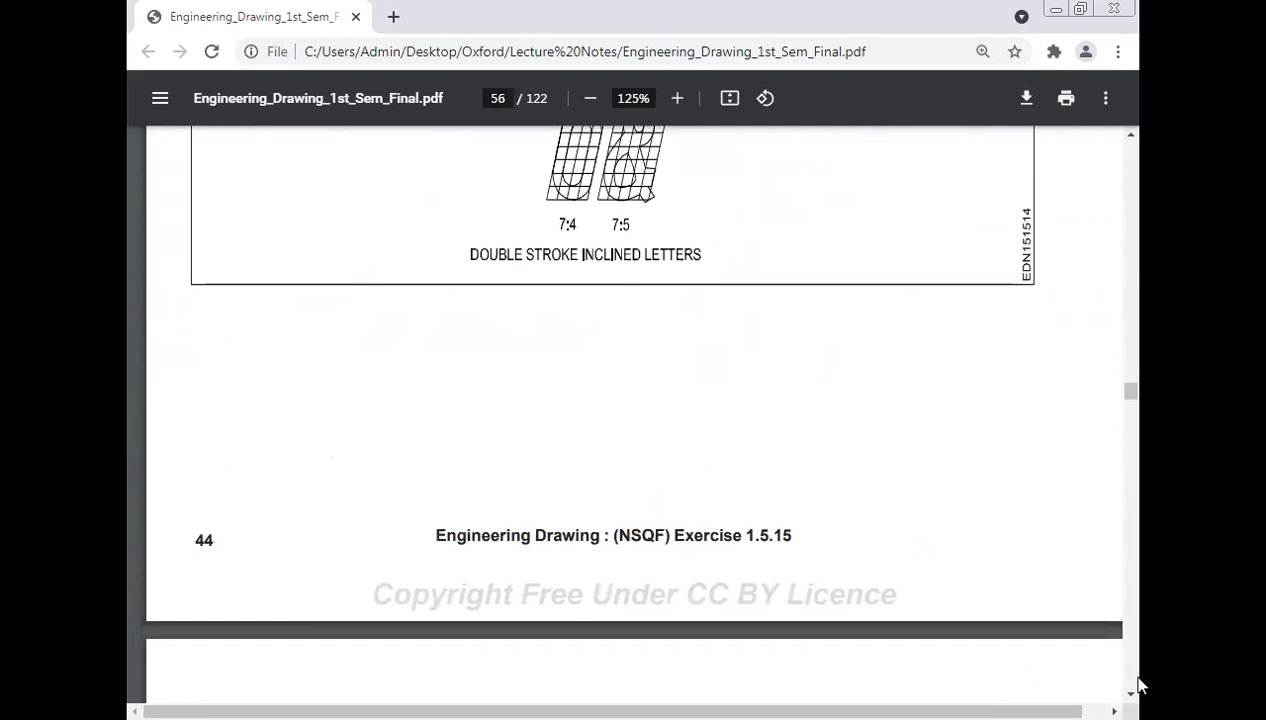 Engineering_Drawing_1st_Sem_F
File C:/Users/Admin/Desktop/Oxford/Lecture%20Notes/Engineering_Drawing_1st_Sem_Final.pdf
Engineering_Drawing_1st_Sem_Final.pdf 56 / 122 125%
7:4 7:5
DOUBLE STROKE INCLINED LETTERS
EDN151514
44 Engineering Drawing : (NSQF) Exercise 1.5.15
Copyright Free Under CC BY Licence